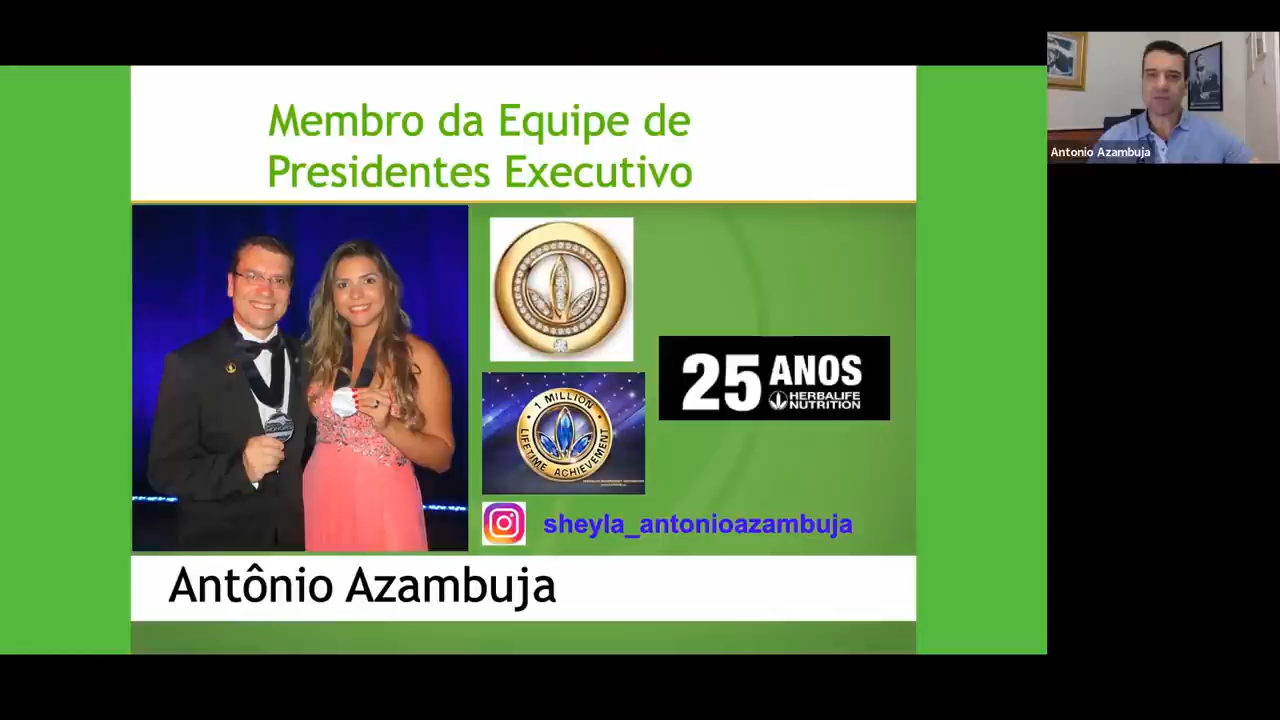 Membro da Equipe de
Presidentes Executivo
25 ANOS
HERBALIFE
NUTRITION
1 MILLION
LIFETIME ACHIEVEMENT
sheyla_antonioazambuja
Antônio Azambuja
Antonio Azambuja